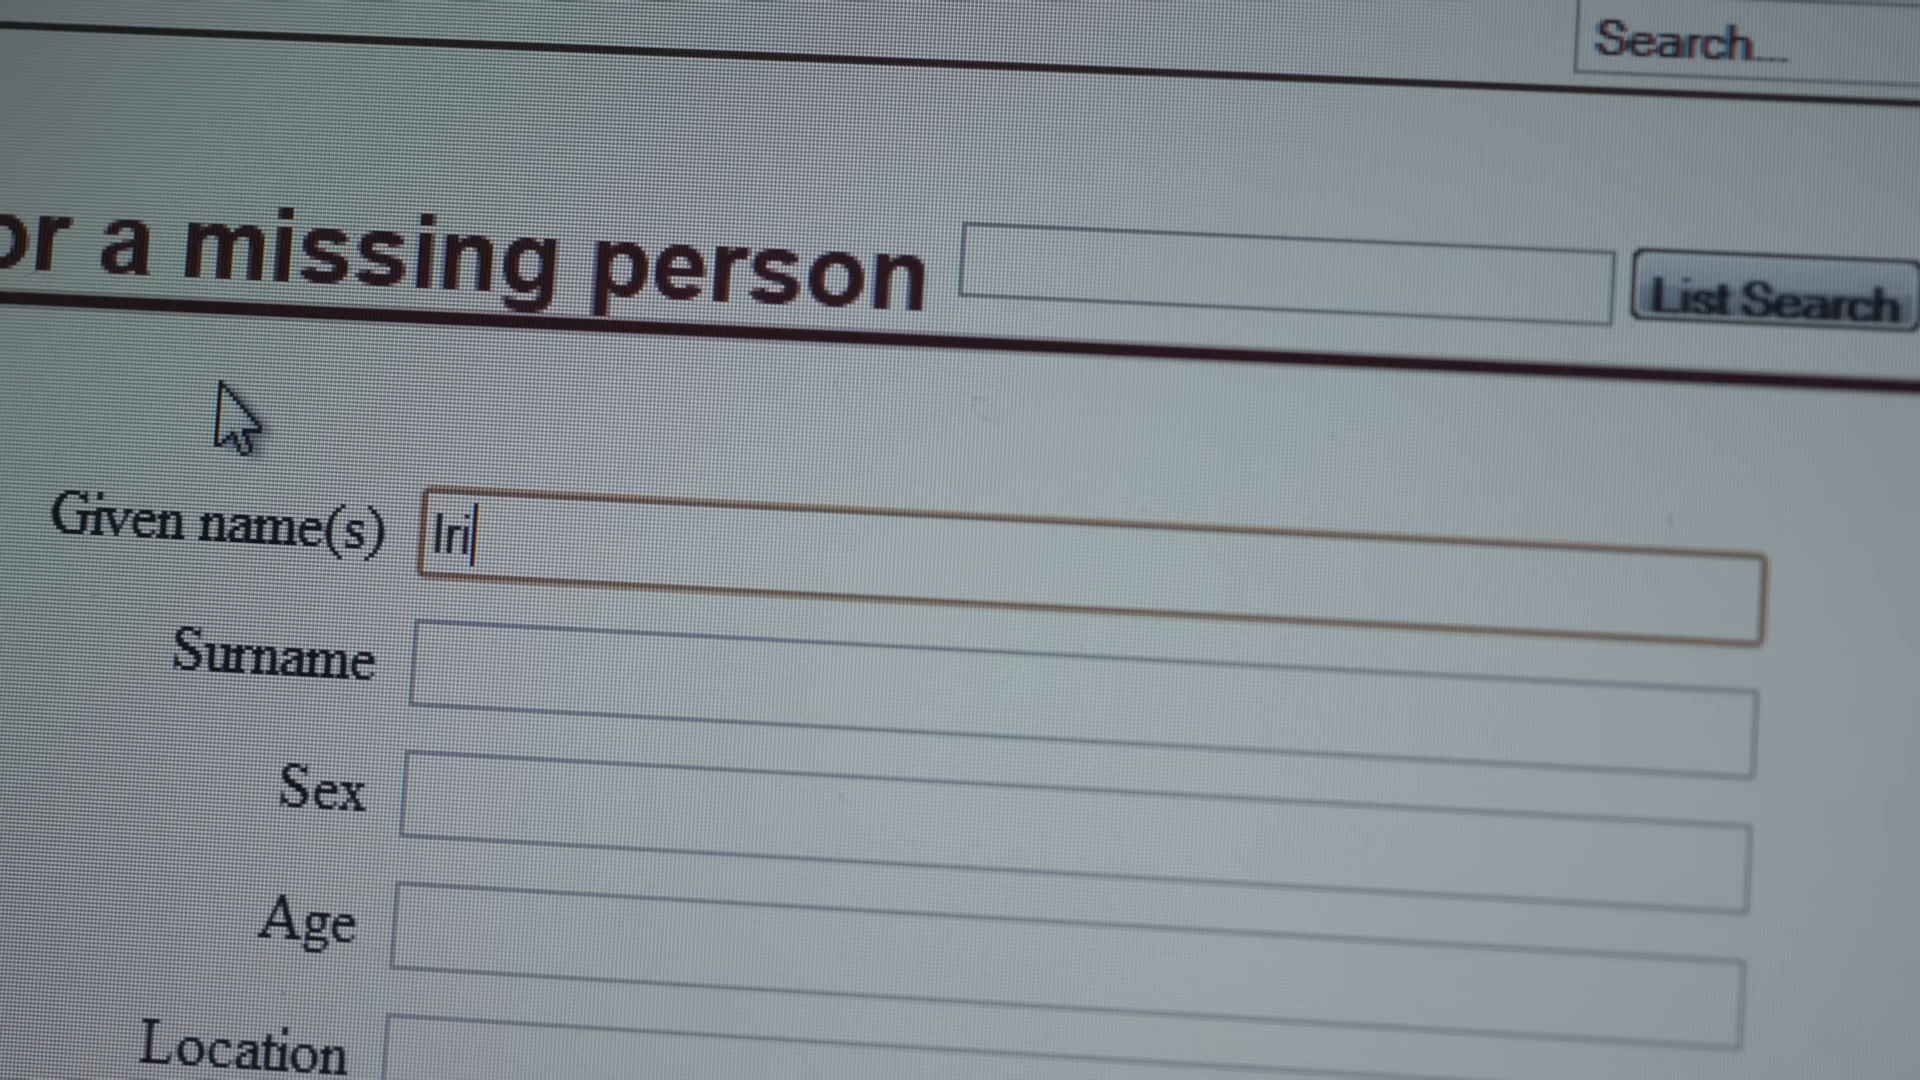 Search...
or a missing person
List Search
Given name(s) Iri
Surname
Sex
Age
Location